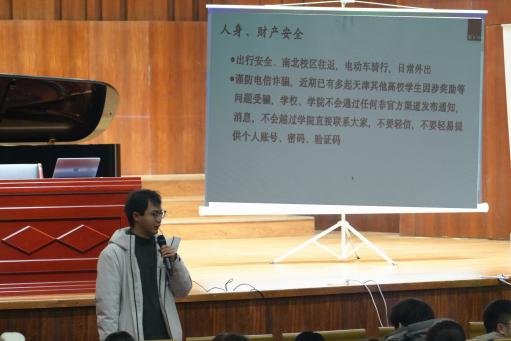 人身、财产安全
●出行安全、南北校区往返，电动车骑行，日常外出
●谨防电信诈骗，近期已有多起天津其他高校学生因涉奖助等
问题受骗，学校、学院不会通过任何非官方渠道发布通知，
消息，不会越过学院直接联系大家，不要轻信，不要轻易提
供个人账号、密码、验证码